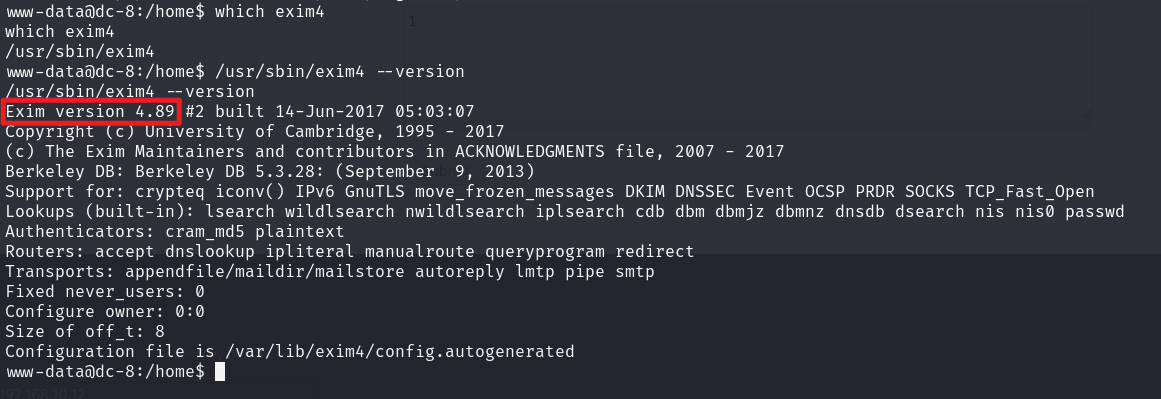 www-data@dc-8:/home$ which exim4
which exim4
/usr/sbin/exim4
www-data@dc-8:/home$ /usr/sbin/exim4 --version
/usr/sbin/exim4 --version
Exim version 4.89 #2 built 14-Jun-2017 05:03:07
Copyright (c) University of Cambridge, 1995 - 2017
(c) The Exim Maintainers and contributors in ACKNOWLEDGMENTS file, 2007 - 2017
Berkeley DB: Berkeley DB 5.3.28: (September  9, 2013)
Support for: crypteq iconv() IPv6 GnuTLS move_frozen_messages DKIM DNSSEC Event OCSP PRDR SOCKS TCP_Fast_Open
Lookups (built-in): lsearch wildlsearch nwildlsearch iplsearch cdb dbm dbmjz dbmnz dnsdb dsearch nis nis0 passwd
Authenticators: cram_md5 plaintext
Routers: accept dnslookup ipliteral manualroute queryprogram redirect
Transports: appendfile/maildir/mailstore autoreply lmtp pipe smtp
Fixed never_users: 0
Configure owner: 0:0
Size of off_t: 8
Configuration file is /var/lib/exim4/config.autogenerated
www-data@dc-8:/home$